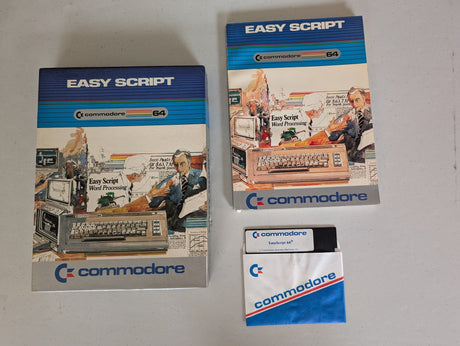 EASY SCRIPT
commodore 64
Easy Script
Word Processing
commodore
EASY SCRIPT
commodore 64
Easy Script
Word Processing
commodore
commodore
EasyScript 64
commodore